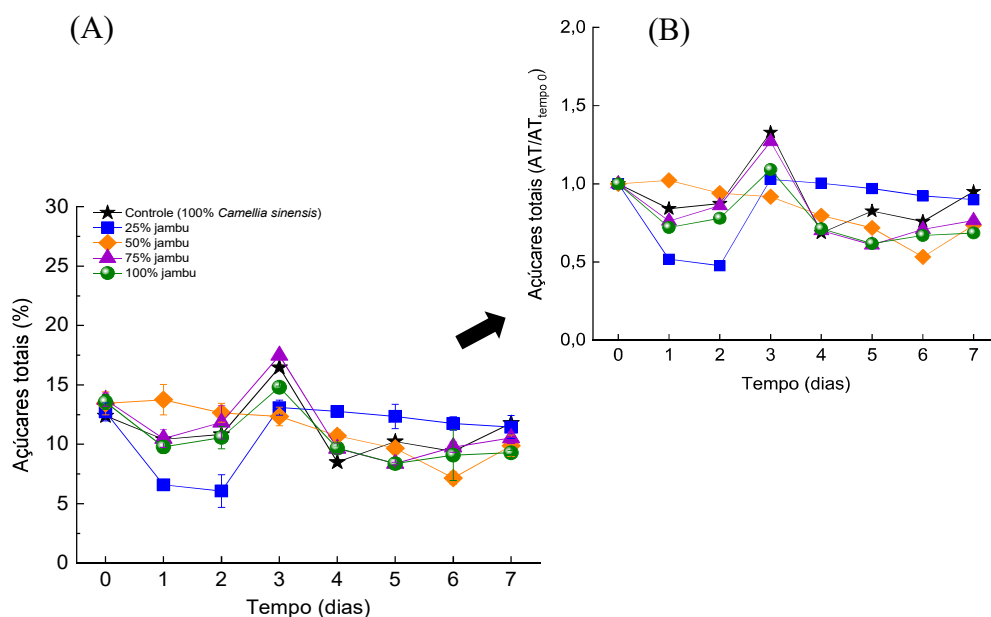 (A)
Açúcares totais (%)
30
25
20
15
10
5
0
0 1 2 3 4 5 6 7
Tempo (dias)
Controle (100% Camellia sinensis)
25% jambu
50% jambu
75% jambu
100% jambu
(B)
Açúcares totais (AT/AT tempo 0)
2,0
1,5
1,0
0,5
0,0
0 1 2 3 4 5 6 7
Tempo (dias)